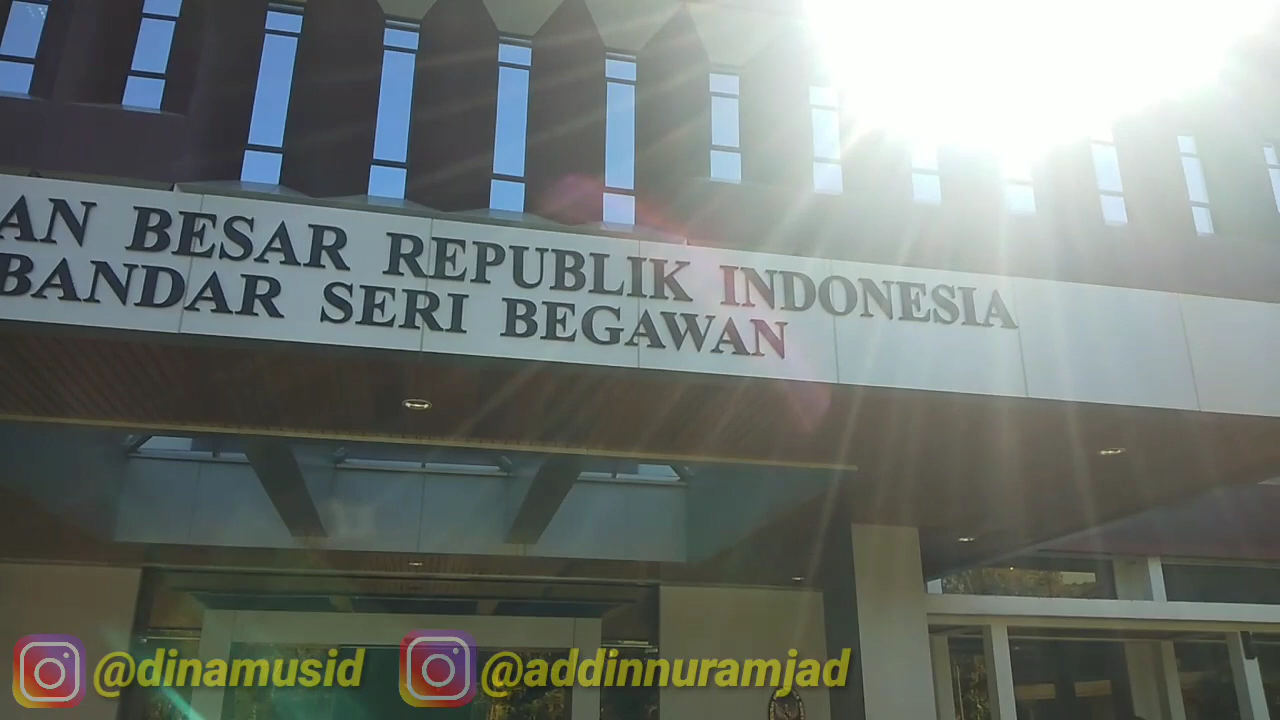 AN BESAR REPUBLIK INDONESIA
BANDAR SERI BEGAWAN
@dinamusid @addinnuramjad